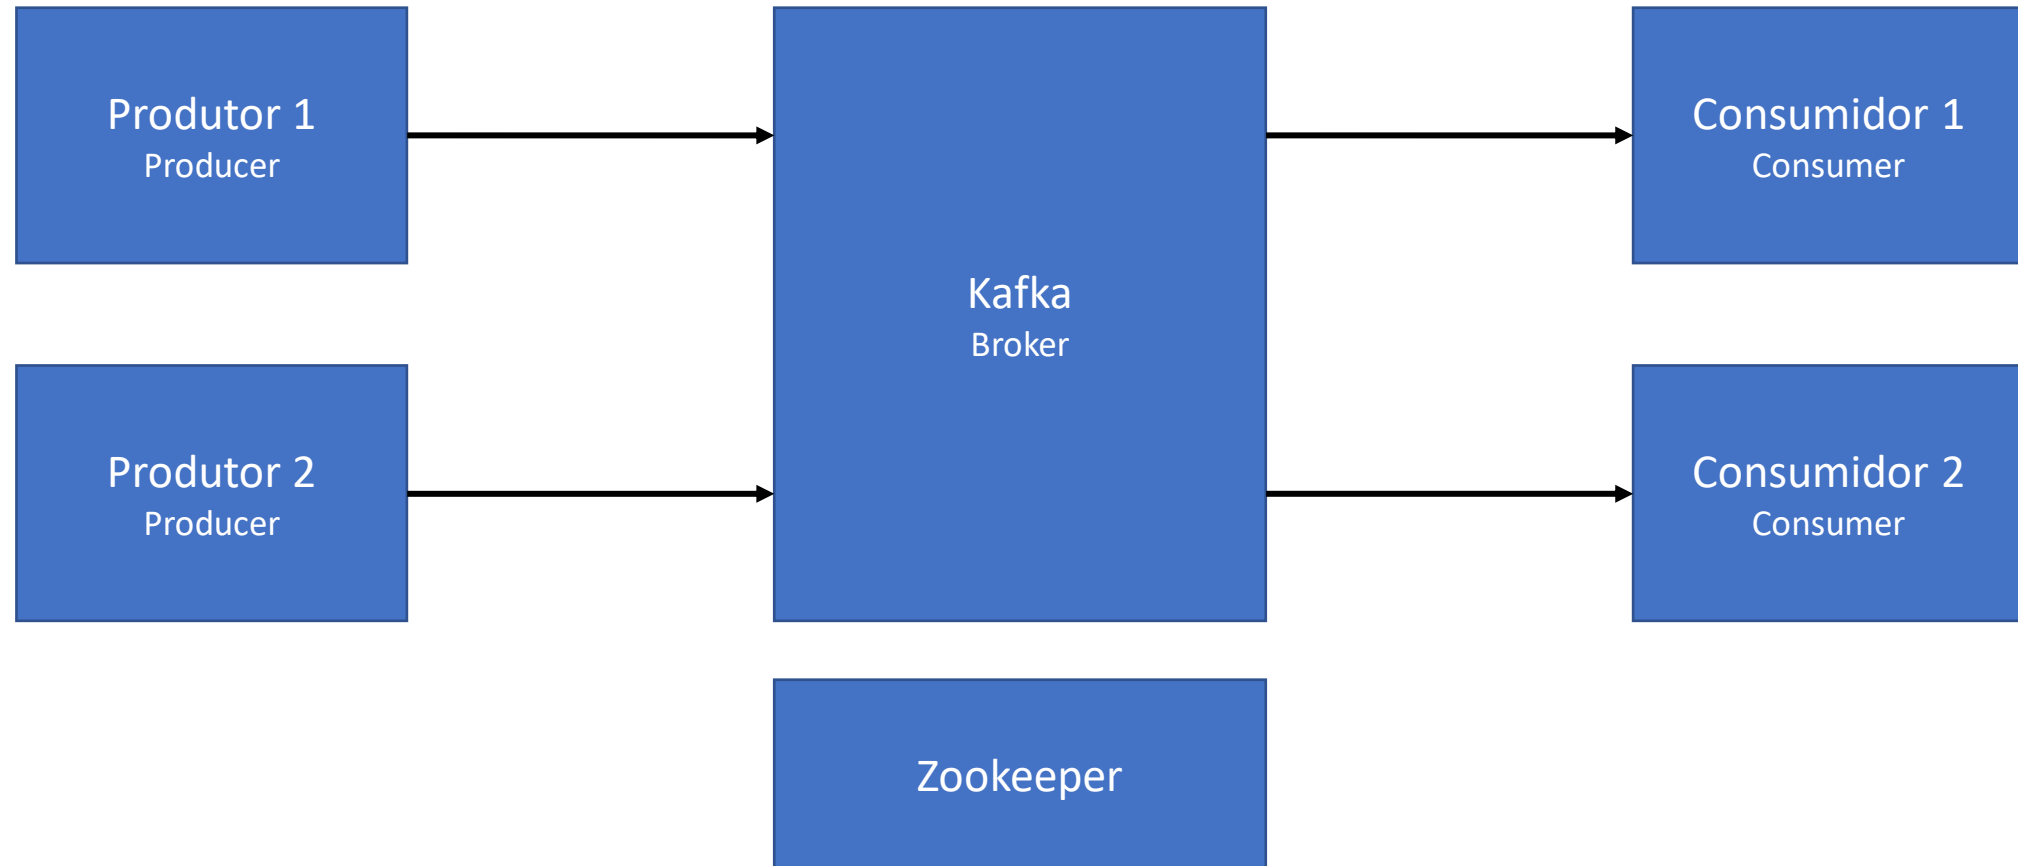 Produtor 1
Producer
Kafka
Broker
Consumidor 1
Consumer
Produtor 2
Producer
Consumidor 2
Consumer
Zookeeper